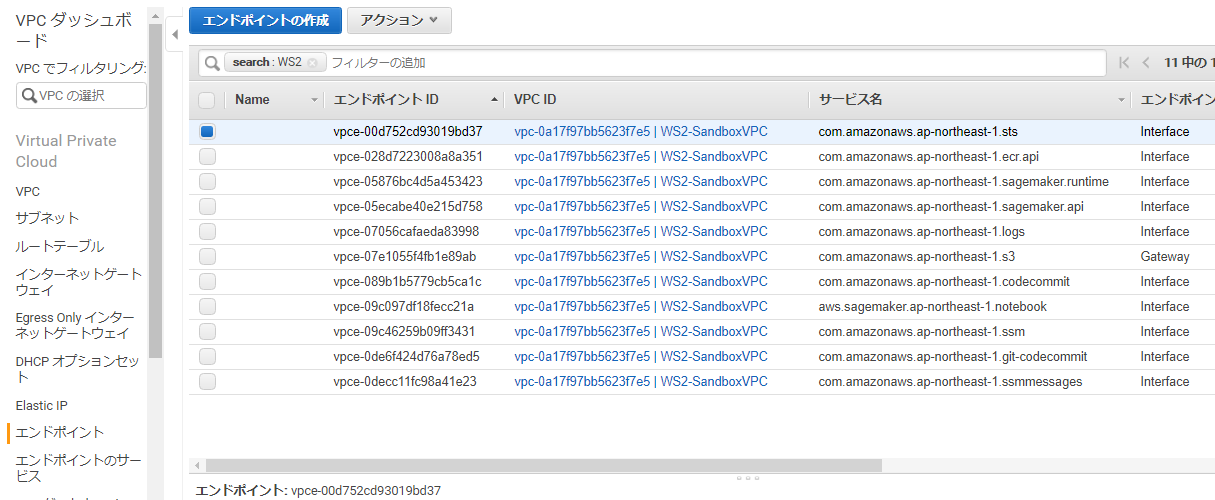 VPC ダッシュボ
ード
VPC でフィルタリング:
VPC の選択
Virtual Private
Cloud
VPC
サブネット
ルートテーブル
インターネットゲート
ウェイ
Egress Only インター
ネットゲートウェイ
DHCP オプションセッ
ト
Elastic IP
エンドポイント
エンドポイントのサー
ビス
エンドポイントの作成 アクション
search : WS2 フィルターの追加 11 中の 1
Name エンドポイント ID VPC ID サービス名 エンドポイン
vpce-00d752cd93019bd37 vpc-0a17f97bb5623f7e5 | WS2-SandboxVPC com.amazonaws.ap-northeast-1.sts Interface
vpce-028d7223008a8a351 vpc-0a17f97bb5623f7e5 | WS2-SandboxVPC com.amazonaws.ap-northeast-1.ecr.api Interface
vpce-05876bc4d5a453423 vpc-0a17f97bb5623f7e5 | WS2-SandboxVPC com.amazonaws.ap-northeast-1.sagemaker.runtime Interface
vpce-05ecabe40e215d758 vpc-0a17f97bb5623f7e5 | WS2-SandboxVPC com.amazonaws.ap-northeast-1.sagemaker.api Interface
vpce-07056cafaeda83998 vpc-0a17f97bb5623f7e5 | WS2-SandboxVPC com.amazonaws.ap-northeast-1.logs Interface
vpce-07e1055f4fb1e89ab vpc-0a17f97bb5623f7e5 | WS2-SandboxVPC com.amazonaws.ap-northeast-1.s3 Gateway
vpce-089b1b5779cb5ca1c vpc-0a17f97bb5623f7e5 | WS2-SandboxVPC com.amazonaws.ap-northeast-1.codecommit Interface
vpce-09c097df18fecc21a vpc-0a17f97bb5623f7e5 | WS2-SandboxVPC aws.sagemaker.ap-northeast-1.notebook Interface
vpce-09c46259b09ff3431 vpc-0a17f97bb5623f7e5 | WS2-SandboxVPC com.amazonaws.ap-northeast-1.ssm Interface
vpce-0de6f424d76a78ed5 vpc-0a17f97bb5623f7e5 | WS2-SandboxVPC com.amazonaws.ap-northeast-1.git-codecommit Interface
vpce-0decc11fc98a41e23 vpc-0a17f97bb5623f7e5 | WS2-SandboxVPC com.amazonaws.ap-northeast-1.ssmmessages Interface
エンドポイント: vpce-00d752cd93019bd37